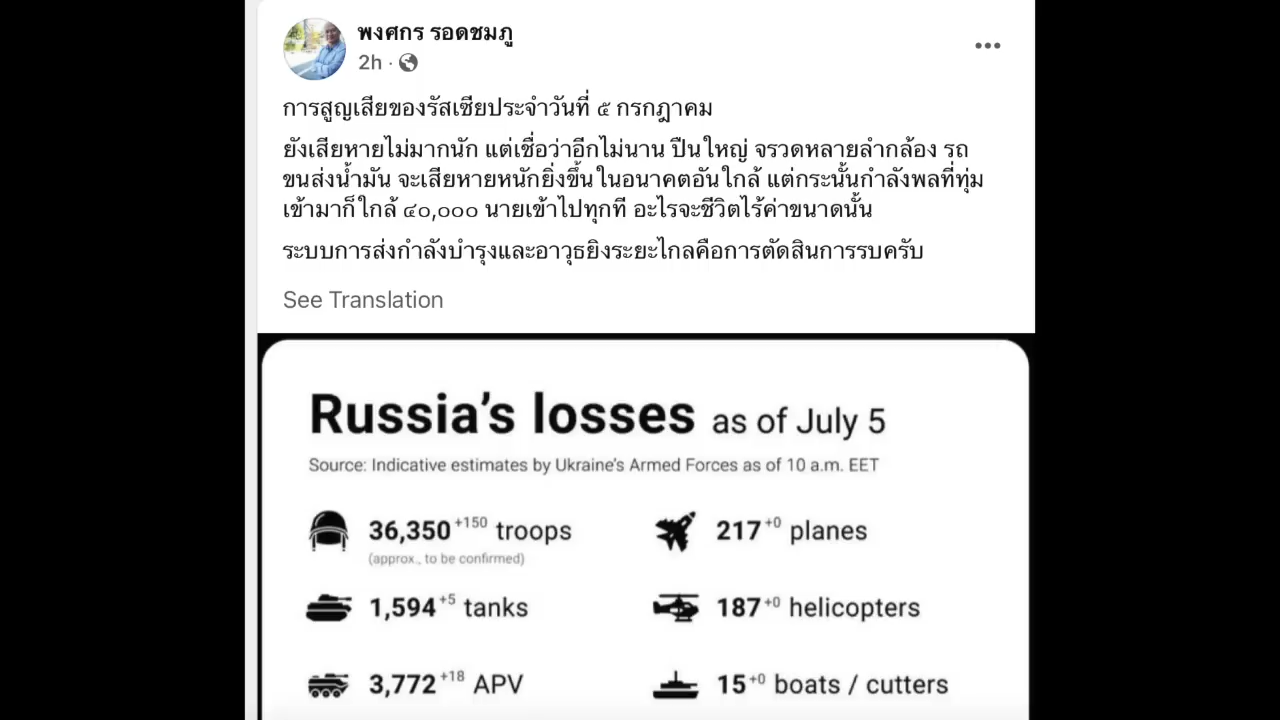 พงศกร รอดชมภู
2h ·
การสูญเสียของรัสเซียประจำวันที่ ๕ กรกฎาคม
ยังเสียหายไม่มากนัก แต่เชื่อว่าอีกไม่นาน ปืนใหญ่ จรวดหลายลำกล้อง รถ
ขนส่งน้ำมัน จะเสียหายหนักยิ่งขึ้นในอนาคตอันใกล้ แต่กระนั้นกำลังพลที่ทุ่ม
เข้ามาก็ใกล้ ๔๐,๐๐๐ นายเข้าไปทุกที อะไรจะชีวิตไร้ค่าขนาดนั้น
ระบบการส่งกำลังบำรุงและอาวุธยิงระยะไกลคือการตัดสินการรบครับ
See Translation
Russia's losses as of July 5
Source: Indicative estimates by Ukraine's Armed Forces as of 10 a.m. EET
36,350 +150 troops
(approx., to be confirmed)
217 +0 planes
1,594 +5 tanks
187 +0 helicopters
3,772 +18 APV
15 +0 boats / cutters